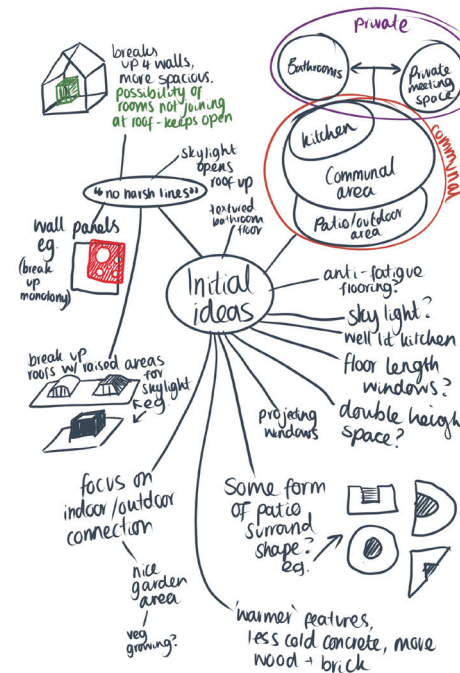 breaks
up 4 walls,
more spacious,
possibility of
rooms not joining
at roof - keeps open
private
Bathrooms
Private
meeting
space
Kitchen
Communal
area
Patio/outdoor
area
communal
skylight
opens
roof up
"no harsh lines"
textured
bathroom
floor
wall panels
eg.
(break
up
monotony)
Initial
ideas
anti-fatigue
flooring?
sky light?
well lit kitchen
floor length
windows?
double height
space?
projecting
windows
break up
roofs w/ raised areas
for
skylight
eg.
focus on
indoor/outdoor
connection
nice
garden
area
veg
growing?
Some form
of patio
surround
shape?
eg.
'warmer' features,
less cold concrete, more
wood + brick